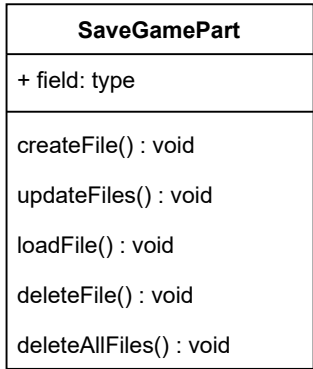 SaveGamePart
+ field: type
createFile() : void
updateFiles() : void
loadFile() : void
deleteFile() : void
deleteAllFiles() : void